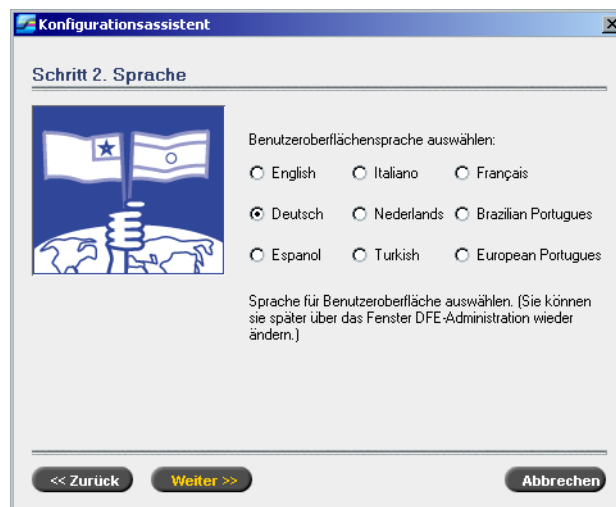 Konfigurationsassistent
Schritt 2. Sprache
Benutzeroberflächensprache auswählen:
English Italiano Français
Deutsch Nederlands Brazilian Portugues
Espanol Turkish European Portugues
Sprache für Benutzeroberfläche auswählen. (Sie können
sie später über das Fenster DFE-Administration wieder
ändern.)
<< Zurück Weiter >> Abbrechen